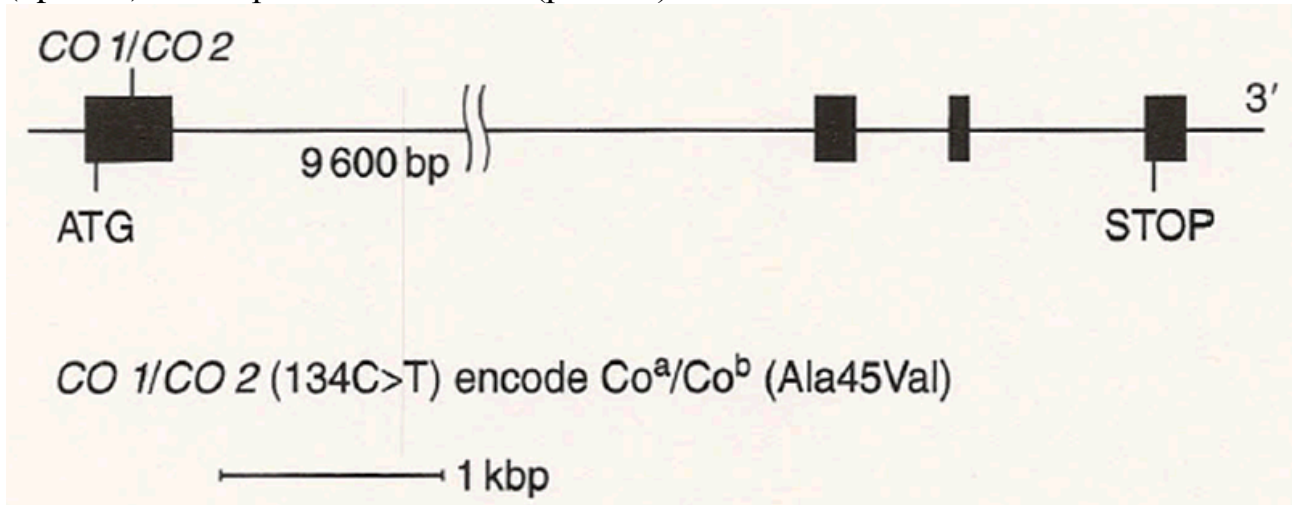 CO 1/CO 2
3′
9 600 bp
ATG
STOP
CO 1/CO 2 (134C>T) encode Coᵃ/Coᵇ (Ala45Val)
1 kbp